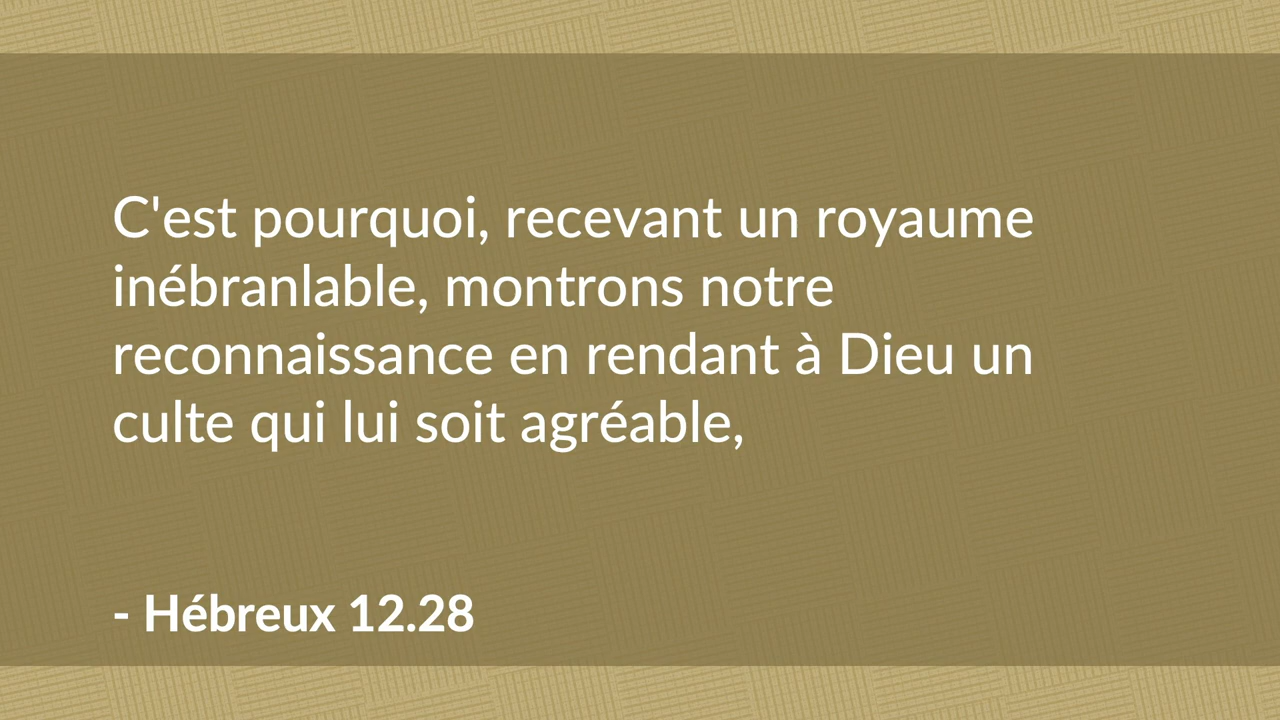 C'est pourquoi, recevant un royaume
inébranlable, montrons notre
reconnaissance en rendant à Dieu un
culte qui lui soit agréable,
- Hébreux 12.28